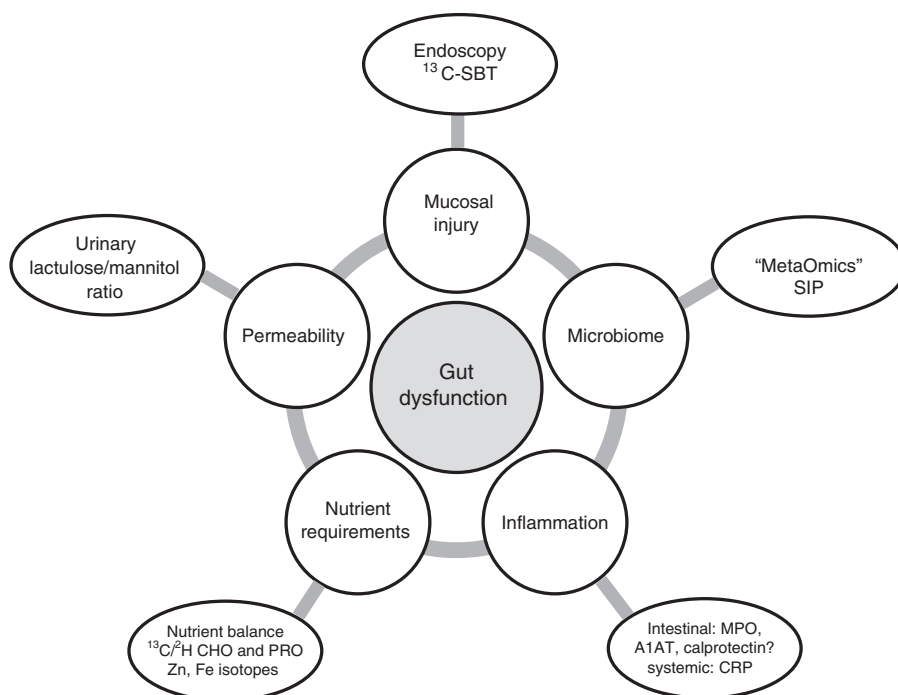 Endoscopy
¹³C-SBT
Mucosal
injury
Urinary
lactulose/mannitol
ratio
“MetaOmics”
SIP
Permeability
Microbiome
Gut
dysfunction
Nutrient
requirements
Inflammation
Nutrient balance
¹³C/²H CHO and PRO
Zn, Fe isotopes
Intestinal: MPO,
A1AT, calprotectin?
systemic: CRP